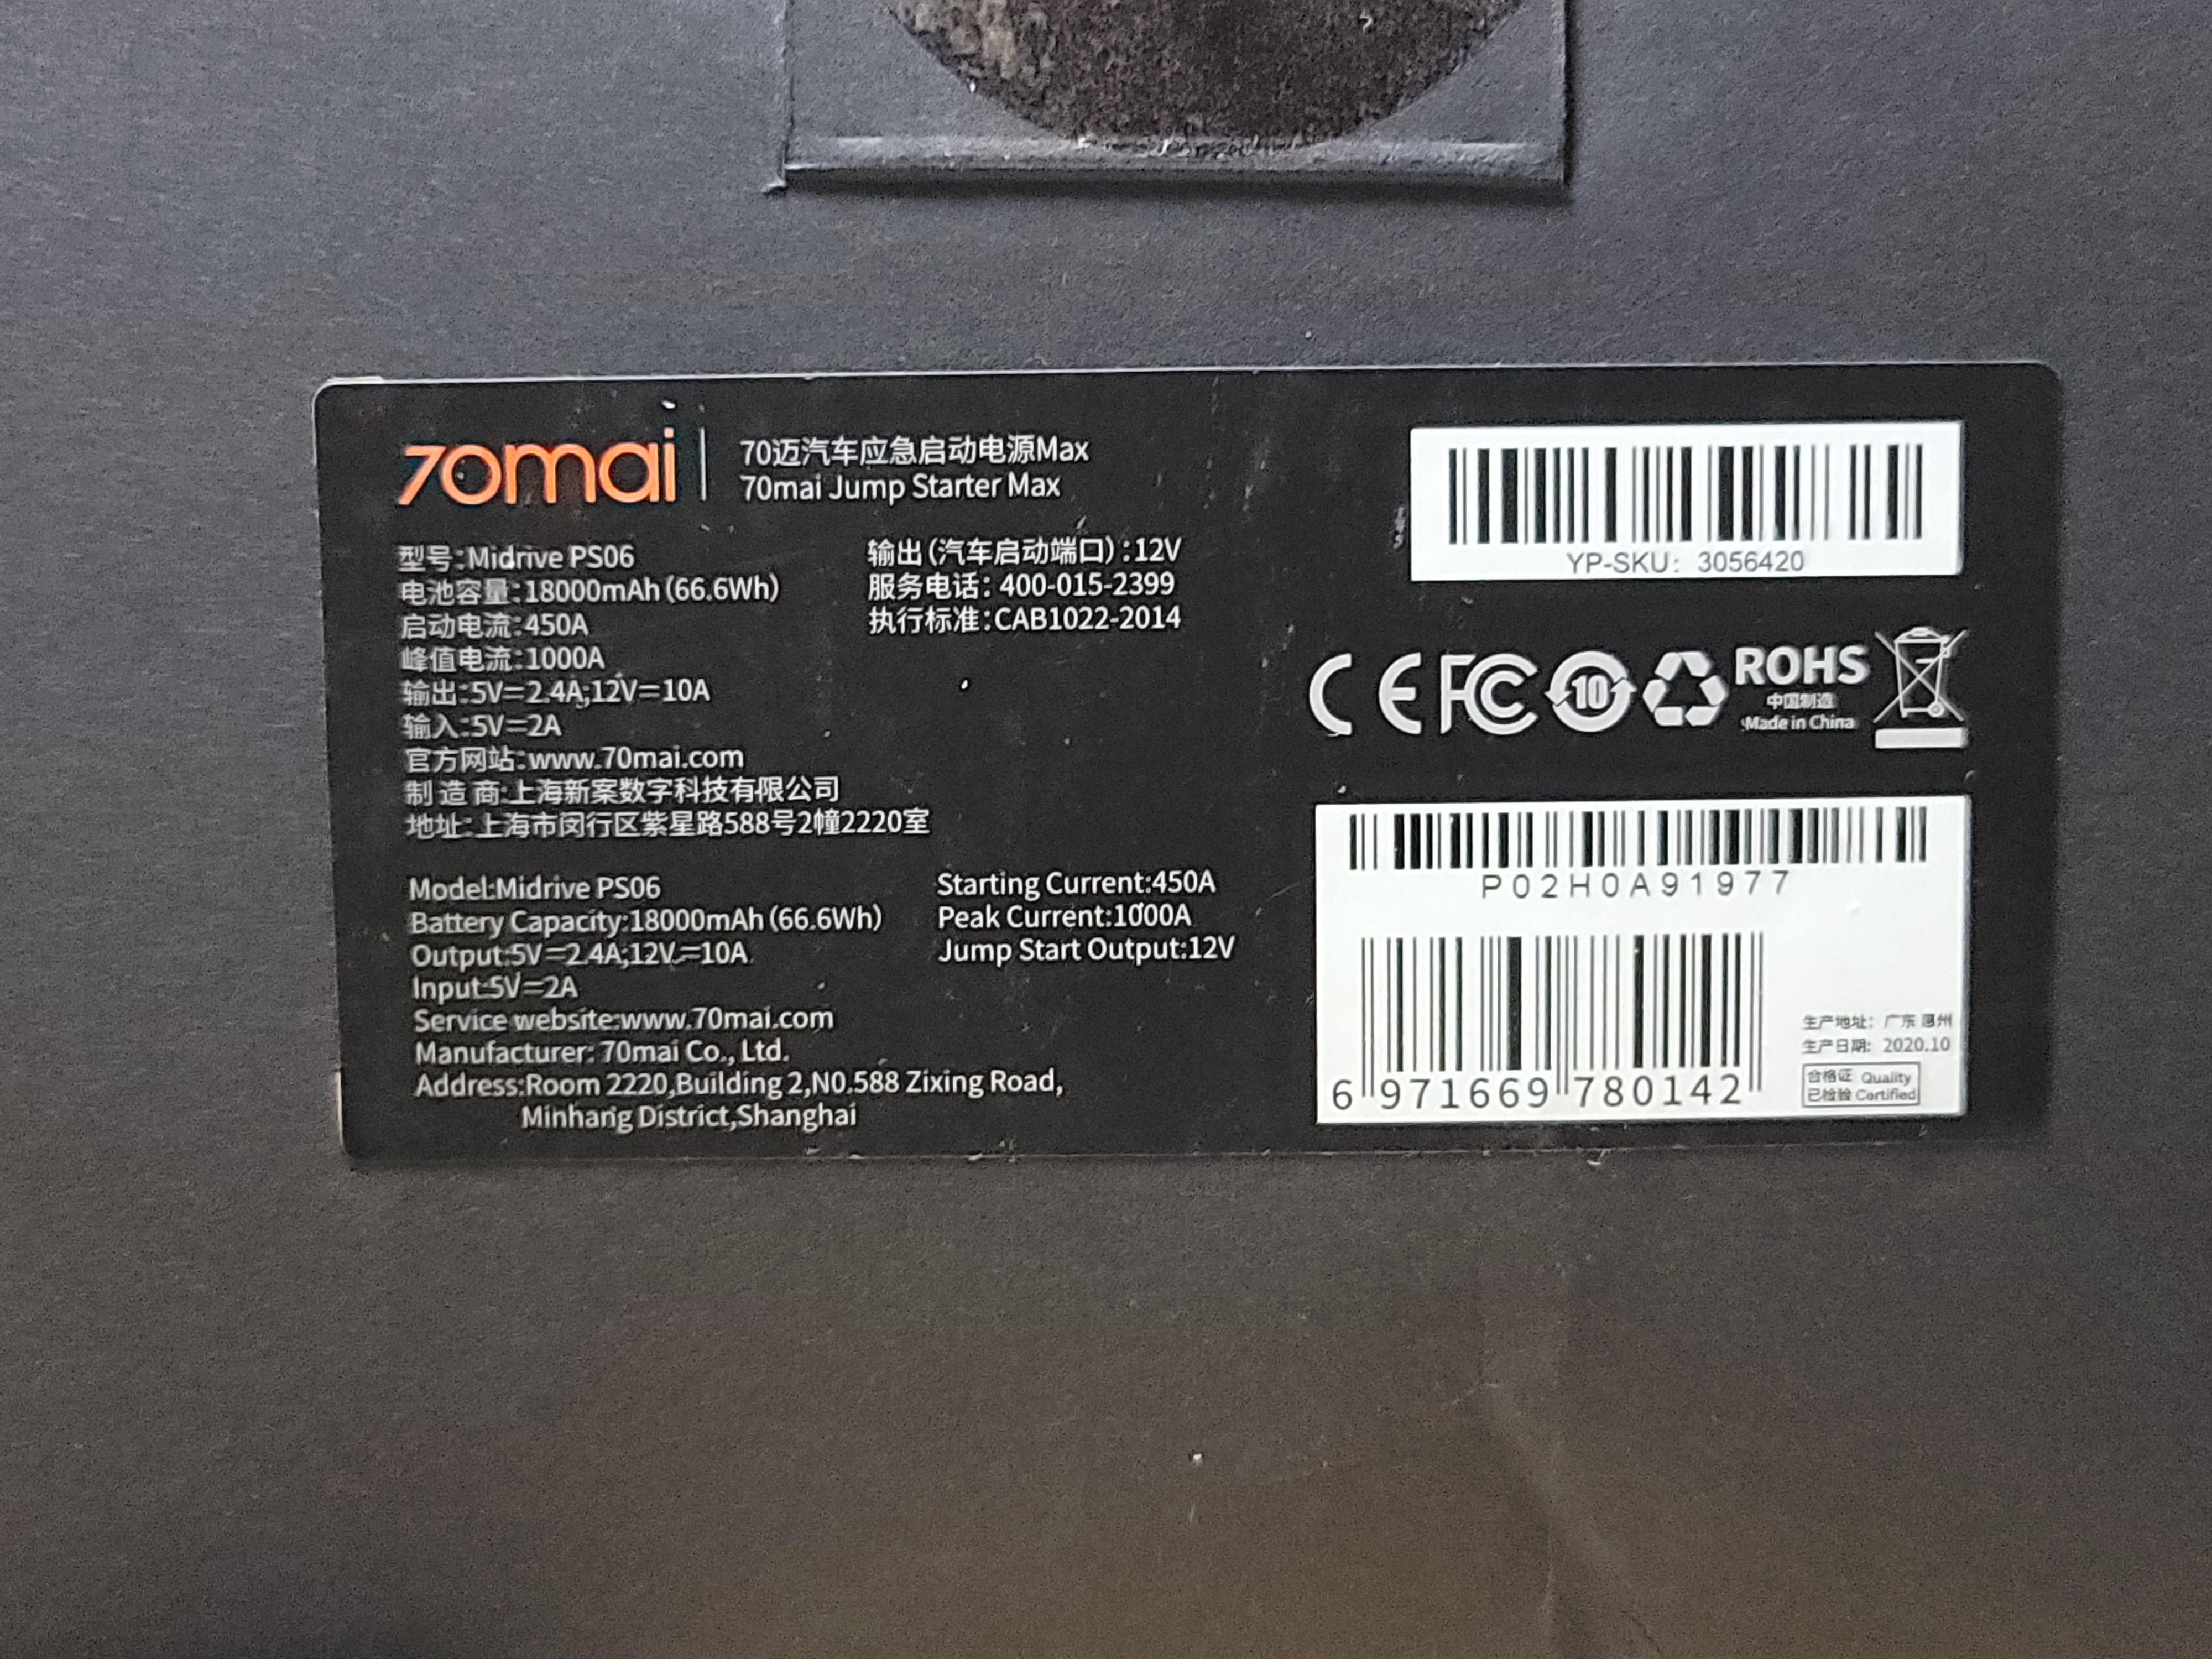 70mai
70迈汽车应急启动电源Max
70mai Jump Starter Max
型号:Midrive PS06
电池容量:18000mAh(66.6Wh)
启动电流:450A
峰值电流:1000A
输出:5V=2.4A;12V=10A
输入:5V=2A
官方网站:www.70mai.com
制 造 商:上海新案数字科技有限公司
地址:上海市闵行区紫星路588号2幢2220室
输出(汽车启动端口):12V
服务电话: 400-015-2399
执行标准:CAB1022-2014
Model:Midrive PS06
Battery Capacity:18000mAh(66.6Wh)
Output:5V=2.4A;12V=10A
Input:5V=2A
Service website:www.70mai.com
Manufacturer: 70mai Co., Ltd.
Address:Room 2220,Building 2,N0.588 Zixing Road,
Minhang District,Shanghai
Starting Current:450A
Peak Current:1000A
Jump Start Output:12V
YP-SKU: 3056420
CE FC 10 ROHS
中国制造
Made in China
P02H0A91977
6 971669 780142
生产地址: 广东 惠州
生产日期: 2020.10
合格证 Quality
已检验 Certified